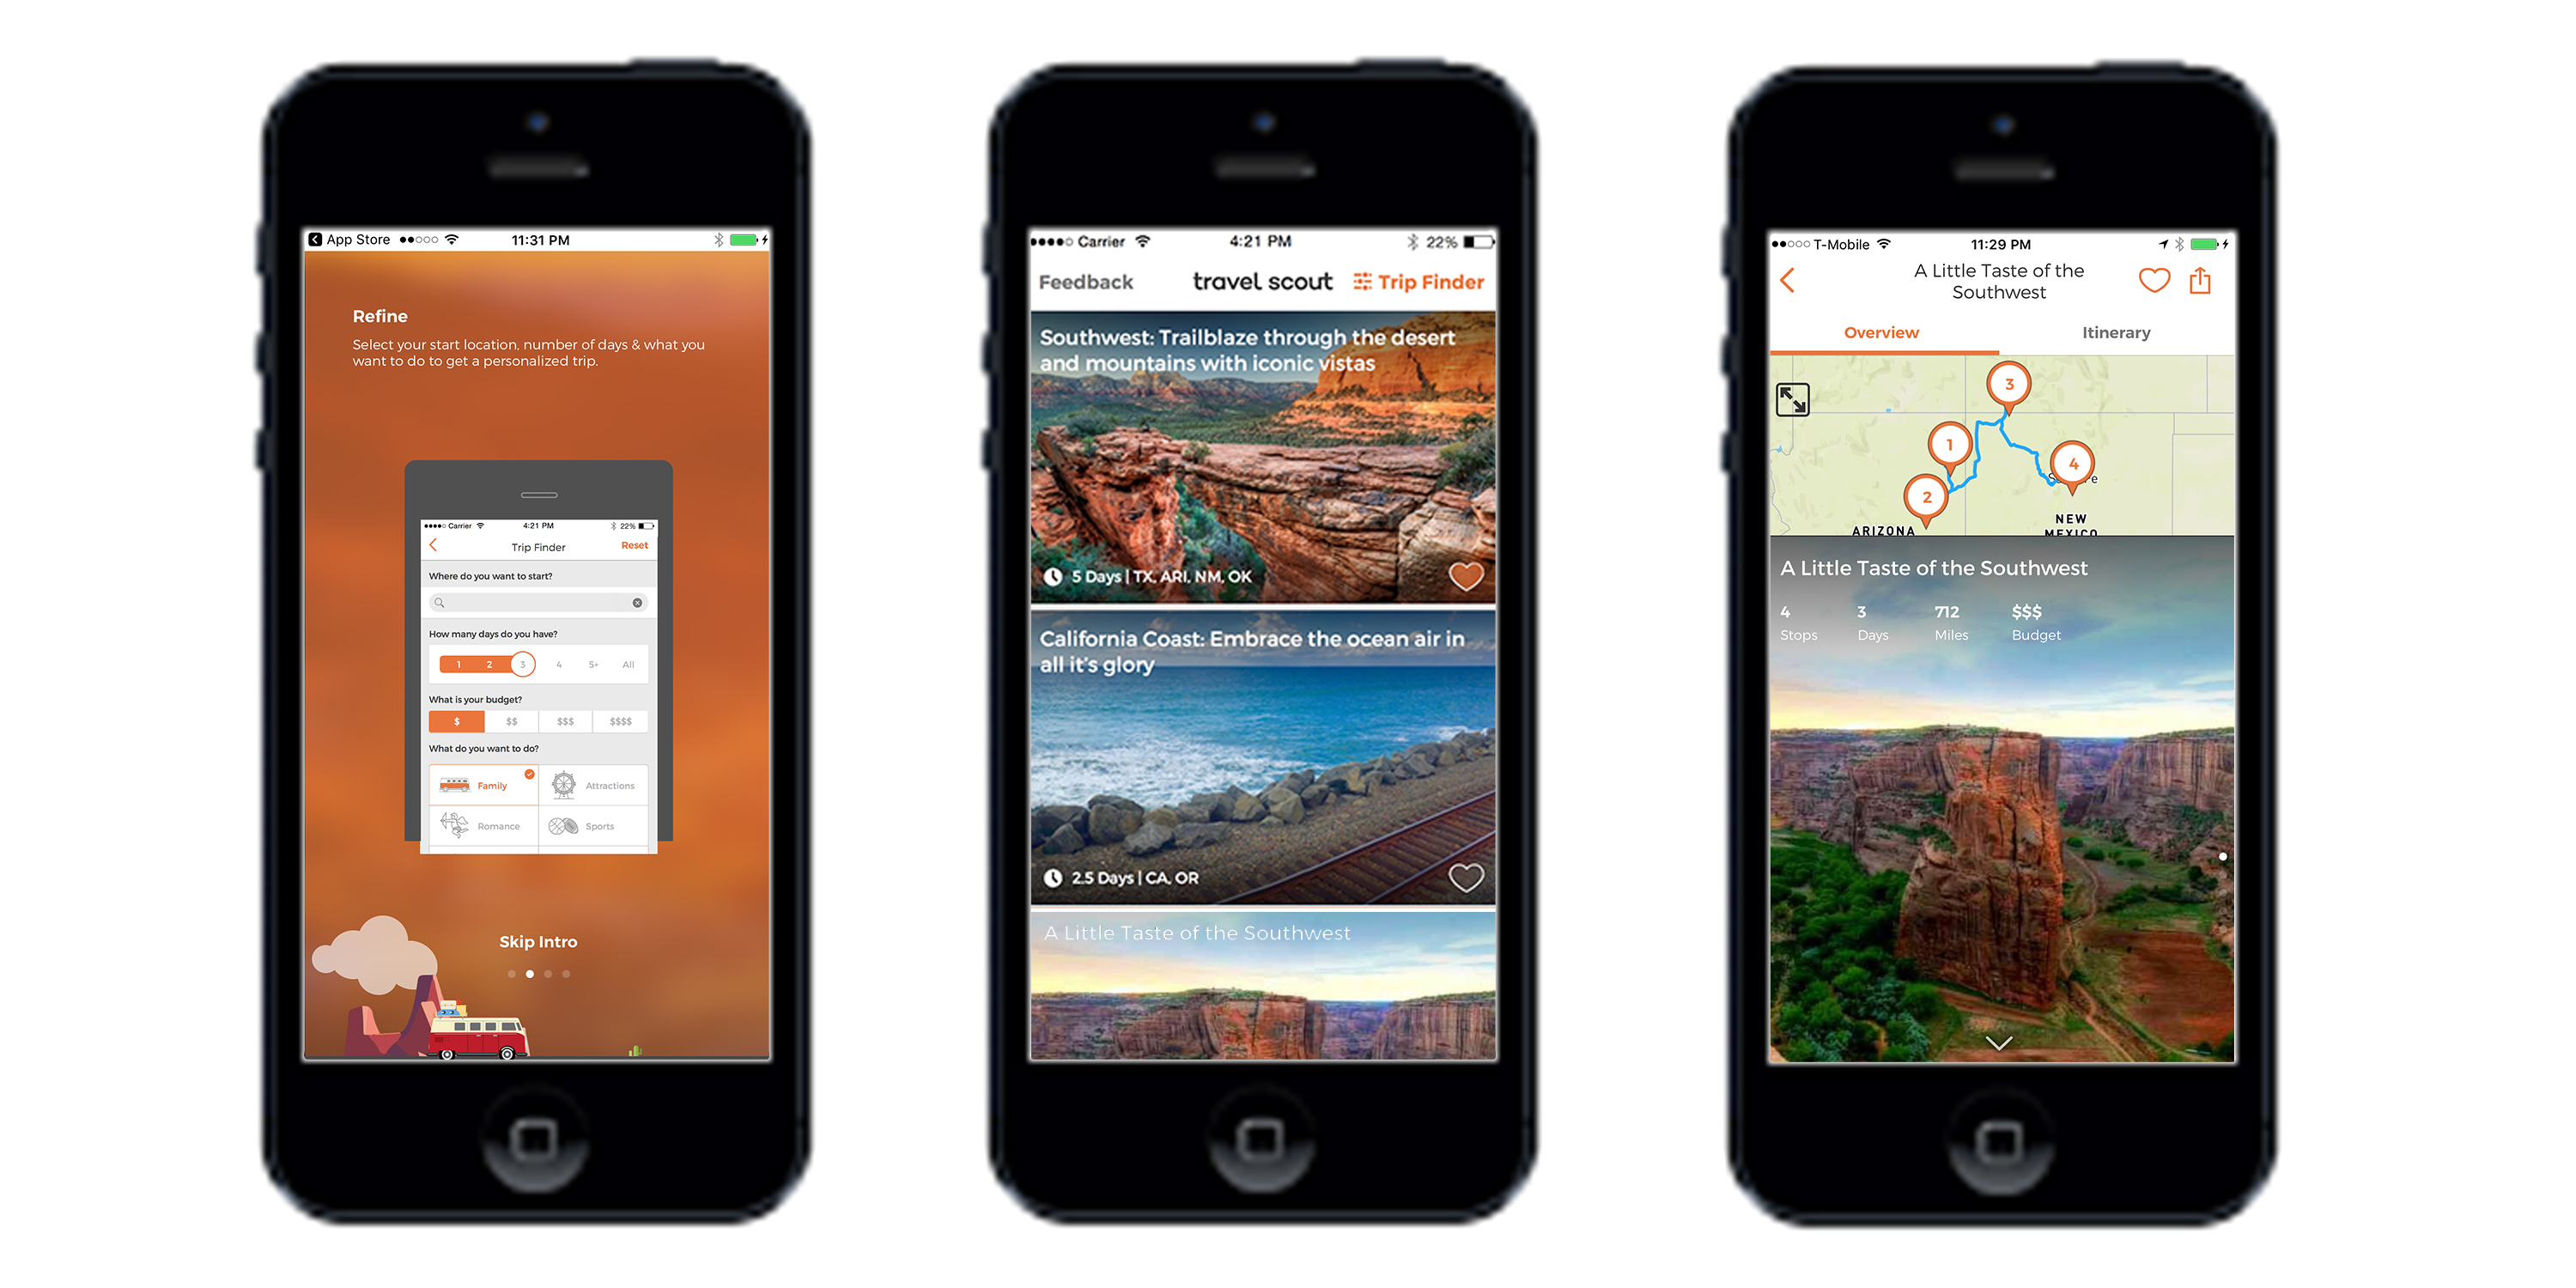 App Store
11:31 PM
Refine
Select your start location, number of days & what you
want to do to get a personalized trip.
Carrier
4:21 PM
22%
Trip Finder
Reset
Where do you want to start?
How many days do you have?
1 2 3 4 5+ All
What is your budget?
$ $$ $$$ $$$$
What do you want to do?
Family
Attractions
Romance
Sports
Skip Intro
Carrier
4:21 PM
22%
Feedback
travel scout
Trip Finder
Southwest: Trailblaze through the desert
and mountains with iconic vistas
5 Days | TX, ARI, NM, OK
California Coast: Embrace the ocean air in
all it's glory
2.5 Days | CA, OR
A Little Taste of the Southwest
T-Mobile
11:29 PM
A Little Taste of the
Southwest
Overview
Itinerary
3
1
4
2
ARIZONA
NEW
MEXICO
A Little Taste of the Southwest
4 3 712 $$$
Stops Days Miles Budget